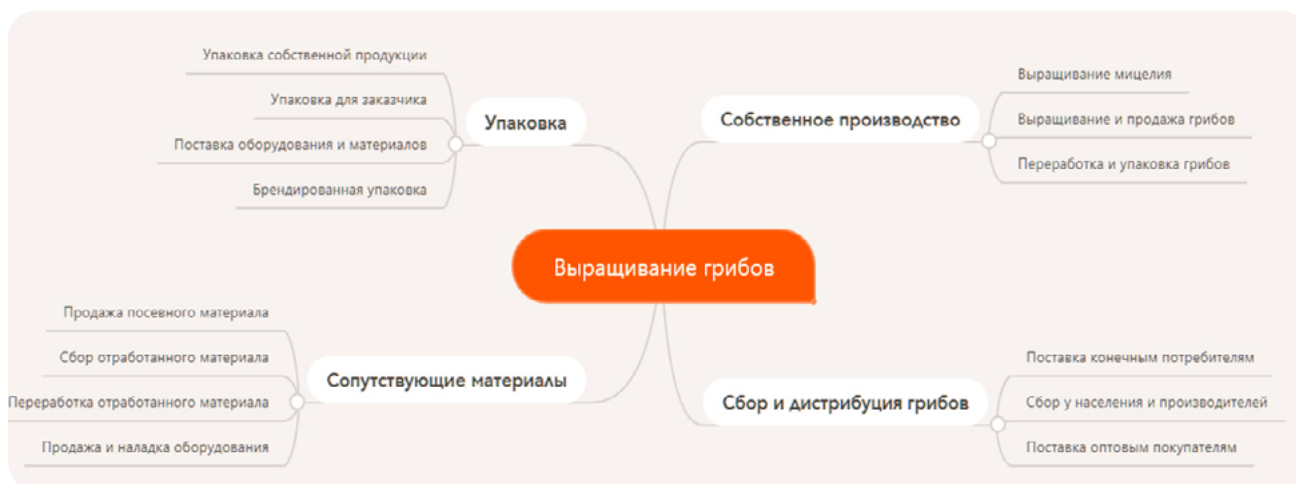 Упаковка собственной продукции
Упаковка для заказчика
Поставка оборудования и материалов
Брендированная упаковка
Упаковка
Собственное производство
Выращивание мицелия
Выращивание и продажа грибов
Переработка и упаковка грибов
Выращивание грибов
Продажа посевного материала
Сбор отработанного материала
Переработка отработанного материала
Продажа и наладка оборудования
Сопутствующие материалы
Сбор и дистрибуция грибов
Поставка конечным потребителям
Сбор у населения и производителей
Поставка оптовым покупателям